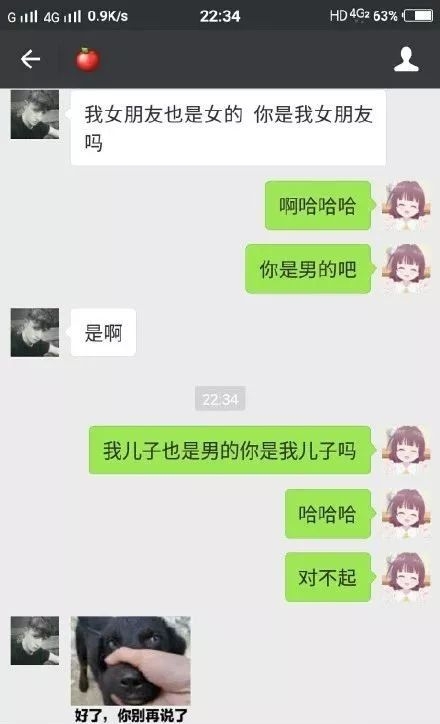 G 4G 0.9K/s 22:34 HD 4G2 63%
我女朋友也是女的 你是我女朋友
吗
啊哈哈哈
你是男的吧
是啊
22:34
我儿子也是男的你是我儿子吗
哈哈哈
对不起
好了，你别再说了